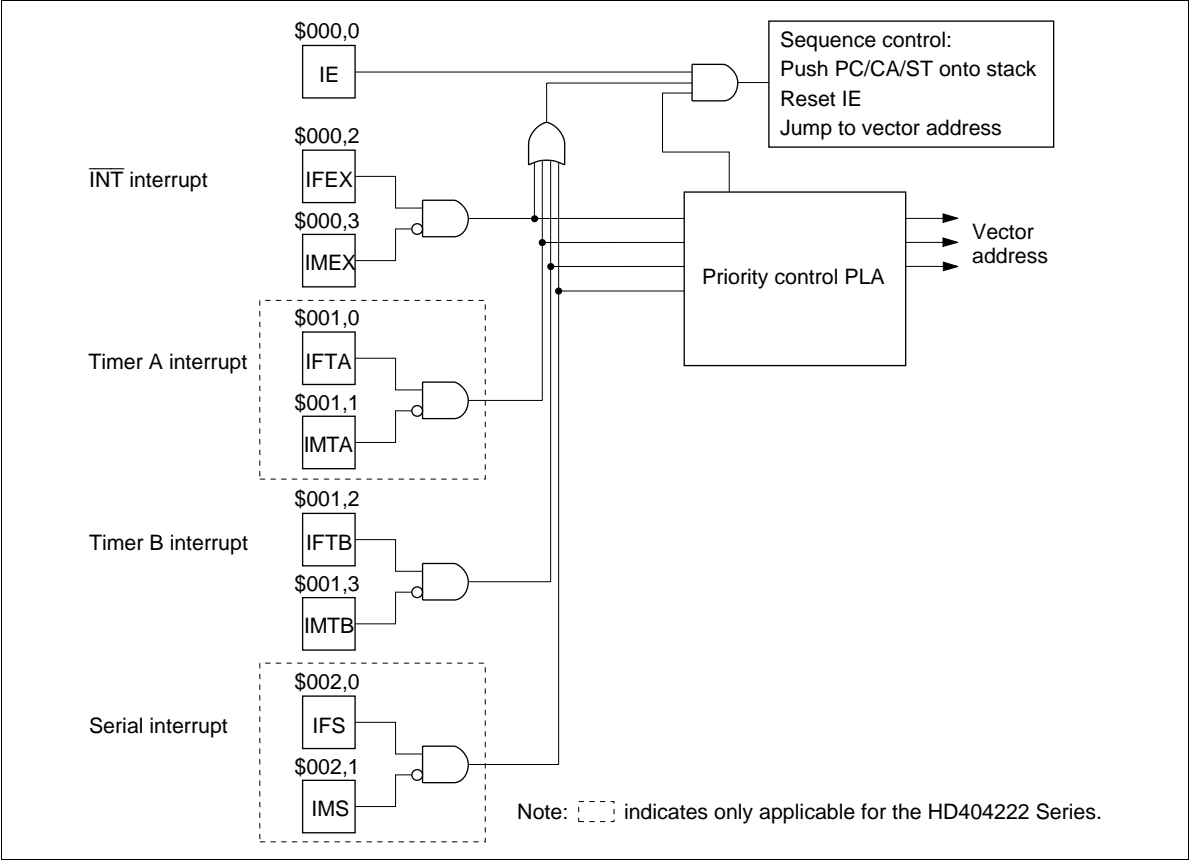 $000,0
IE
Sequence control:
Push PC/CA/ST onto stack
Reset IE
Jump to vector address
$000,2
INT interrupt
IFEX
$000,3
IMEX
Vector
address
Priority control PLA
$001,0
Timer A interrupt
IFTA
$001,1
IMTA
$001,2
Timer B interrupt
IFTB
$001,3
IMTB
$002,0
Serial interrupt
IFS
$002,1
IMS
Note: indicates only applicable for the HD404222 Series.